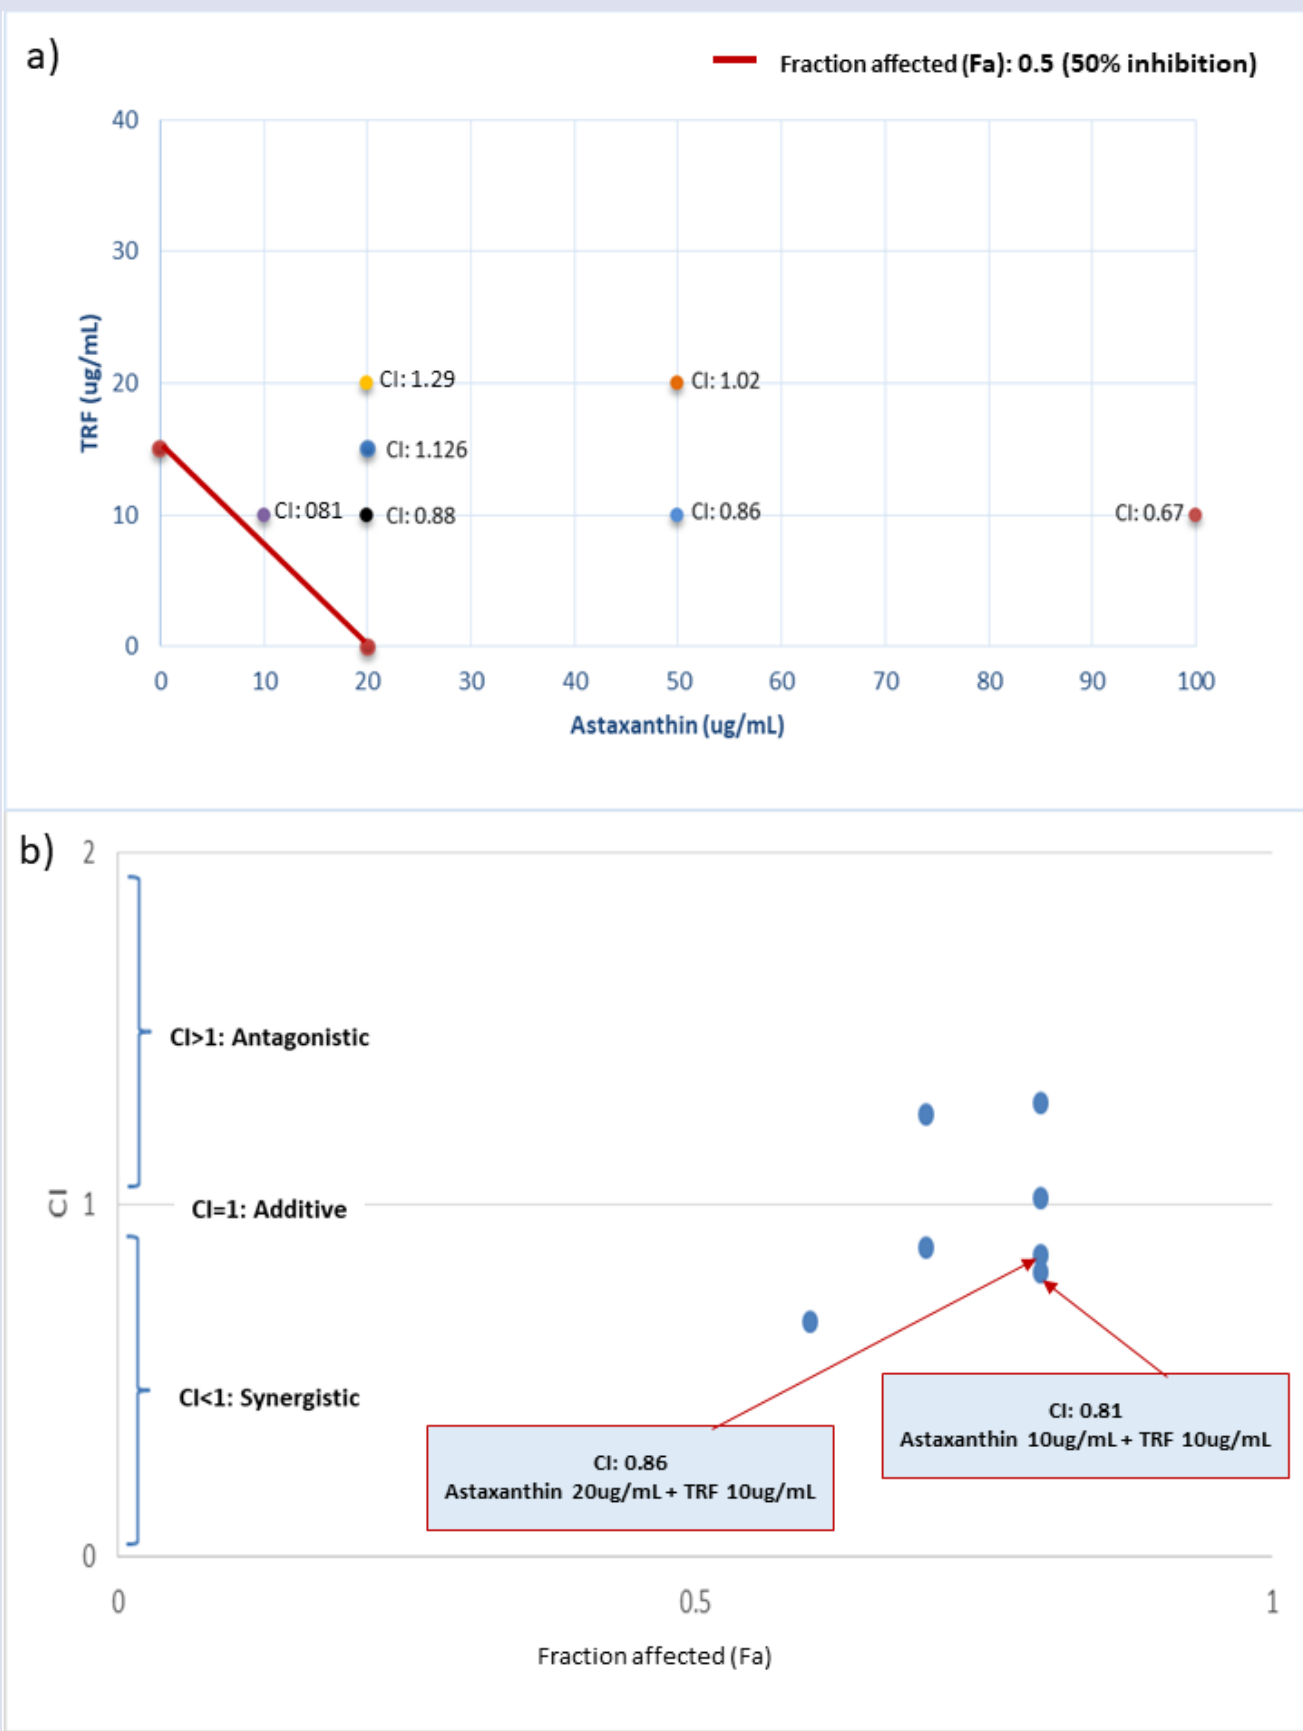 a)
Fraction affected (Fa): 0.5 (50% inhibition)
40
30
20
10
0
TRF (ug/mL)
CI: 1.29
CI: 1.02
CI: 1.126
CI: 081
CI: 0.88
CI: 0.86
CI: 0.67
0 10 20 30 40 50 60 70 80 90 100
Astaxanthin (ug/mL)
b)
2
CI>1: Antagonistic
CI
1
CI=1: Additive
CI<1: Synergistic
CI: 0.81
Astaxanthin 10ug/mL + TRF 10ug/mL
CI: 0.86
Astaxanthin 20ug/mL + TRF 10ug/mL
0
0 0.5 1
Fraction affected (Fa)